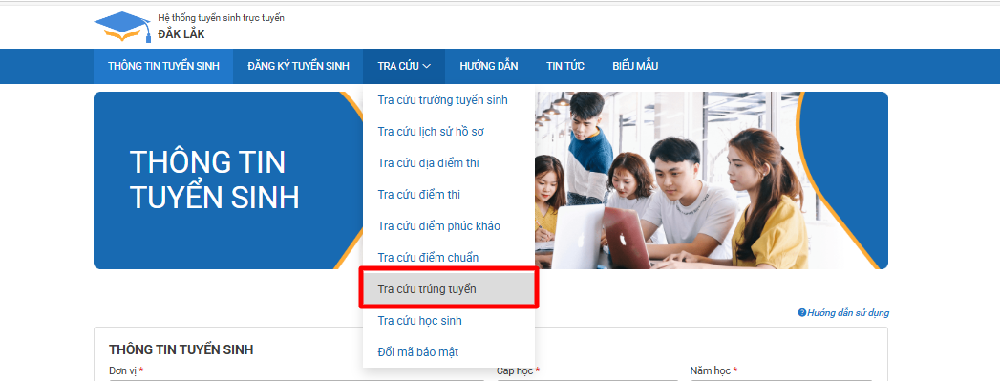 Hệ thống tuyển sinh trực tuyến
ĐẮK LẮK
THÔNG TIN TUYỂN SINH ĐĂNG KÝ TUYỂN SINH TRA CỨU HƯỚNG DẪN TIN TỨC BIỂU MẪU
Tra cứu trường tuyển sinh
Tra cứu lịch sử hồ sơ
Tra cứu địa điểm thi
Tra cứu điểm thi
Tra cứu điểm phúc khảo
Tra cứu điểm chuẩn
Tra cứu trúng tuyển
Tra cứu học sinh
Đổi mã bảo mật
THÔNG TIN
TUYỂN SINH
Hướng dẫn sử dụng
THÔNG TIN TUYỂN SINH
Đơn vị * Cấp học * Năm học *